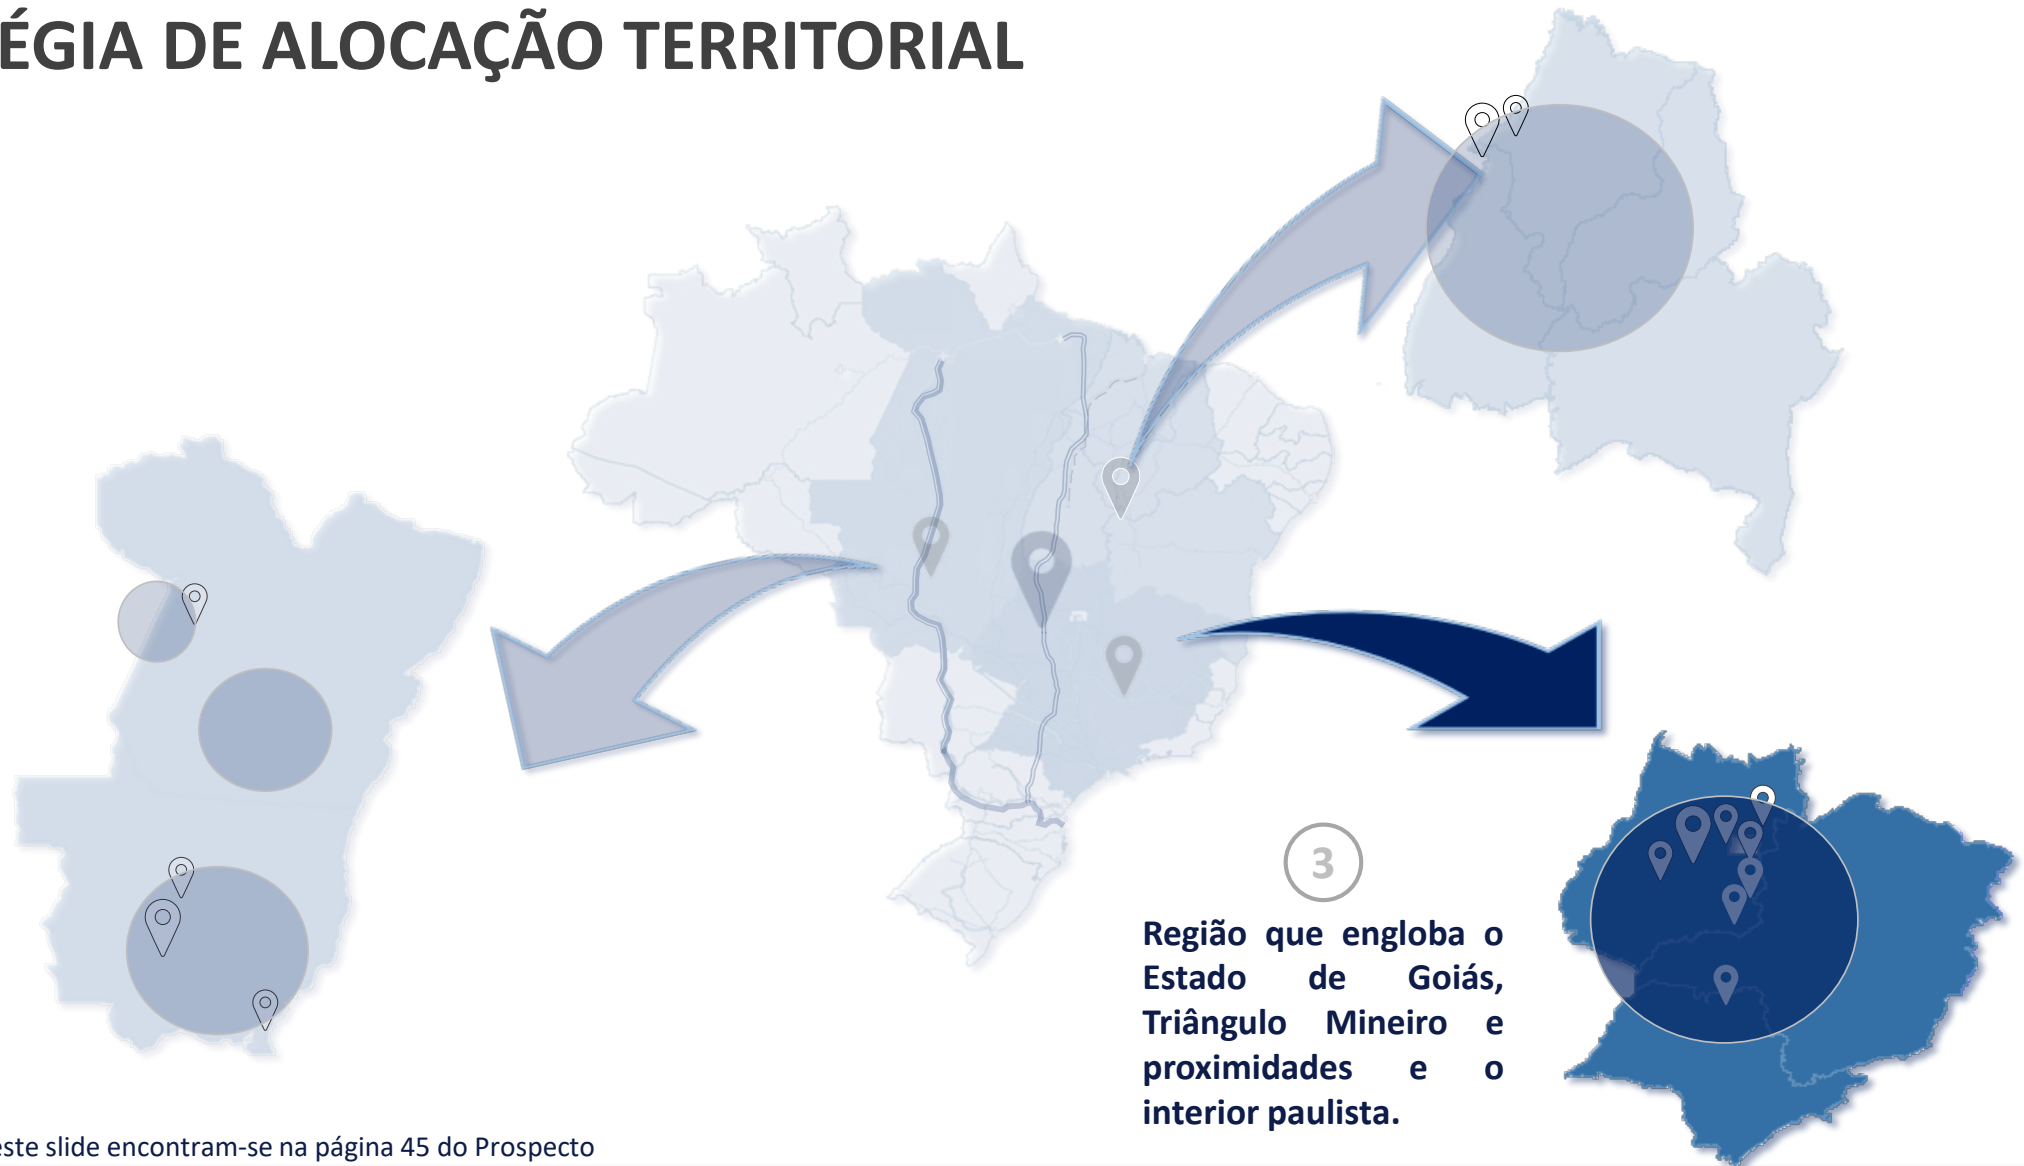 ÉGIA DE ALOCAÇÃO TERRITORIAL
3
Região que engloba o
Estado de Goiás,
Triângulo Mineiro e
proximidades e o
interior paulista.
este slide encontram-se na página 45 do Prospecto